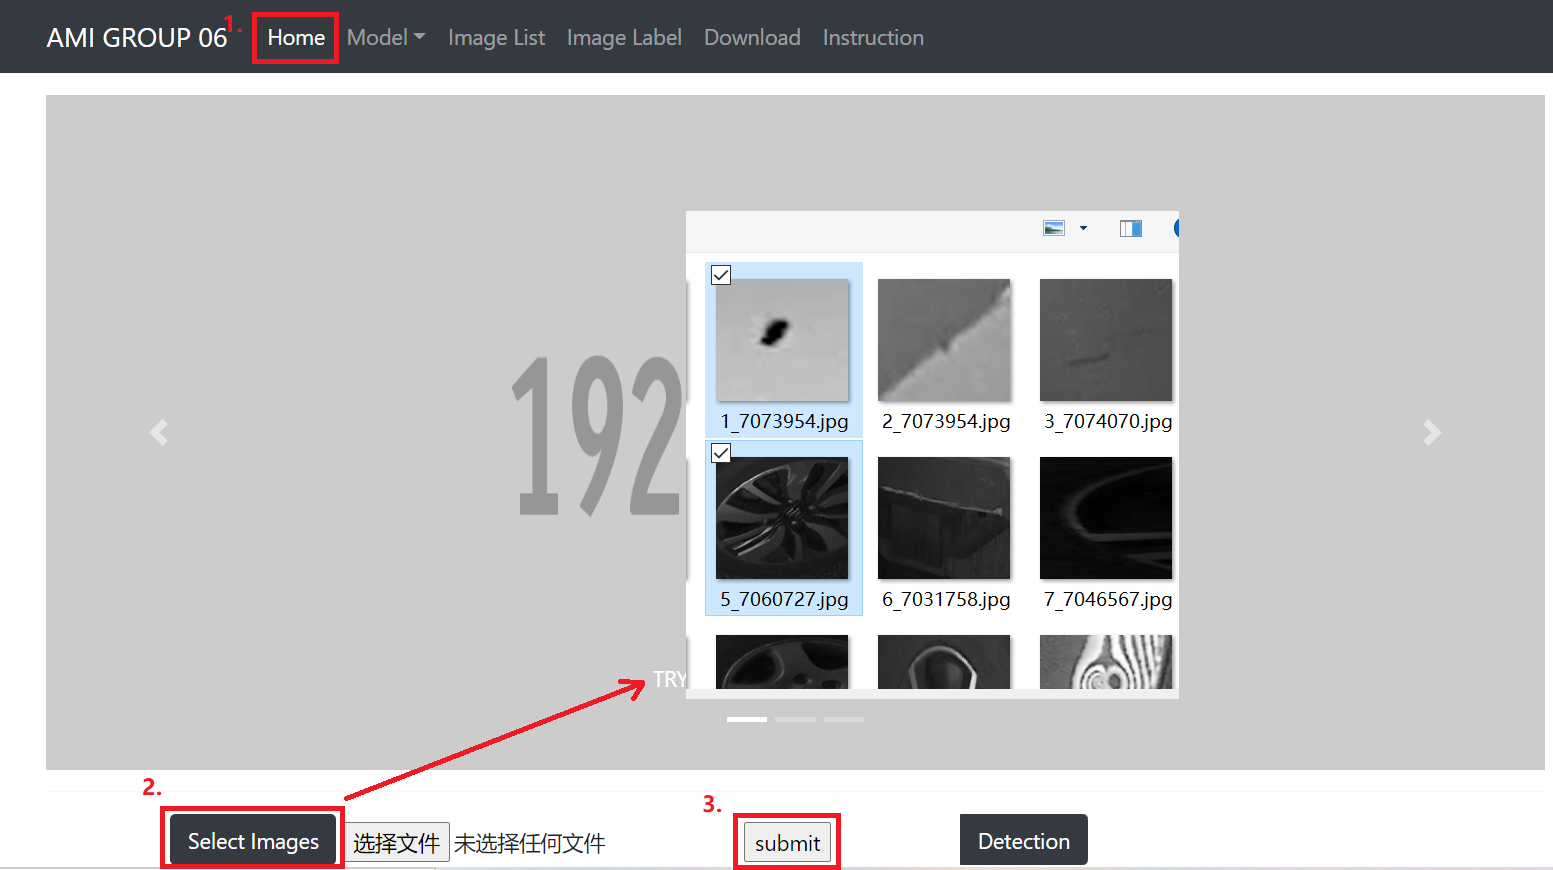 AMI GROUP 06 1. Home Model Image List Image Label Download Instruction
192
1_7073954.jpg 2_7073954.jpg 3_7074070.jpg
5_7060727.jpg 6_7031758.jpg 7_7046567.jpg
TRY
2.
3.
Select Images 选择文件 未选择任何文件 submit Detection